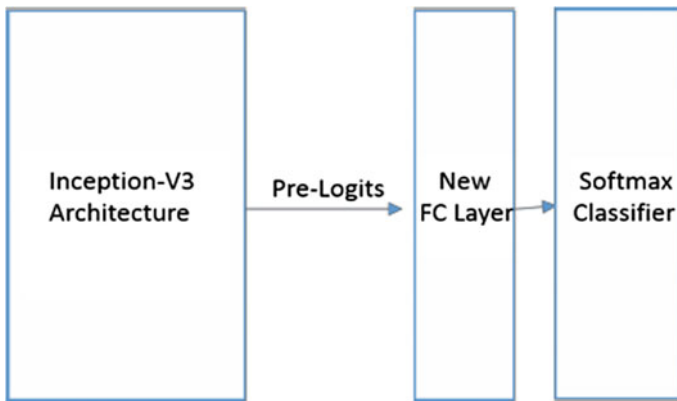 Inception-V3
Architecture
Pre-Logits
New
FC Layer
Softmax
Classifier